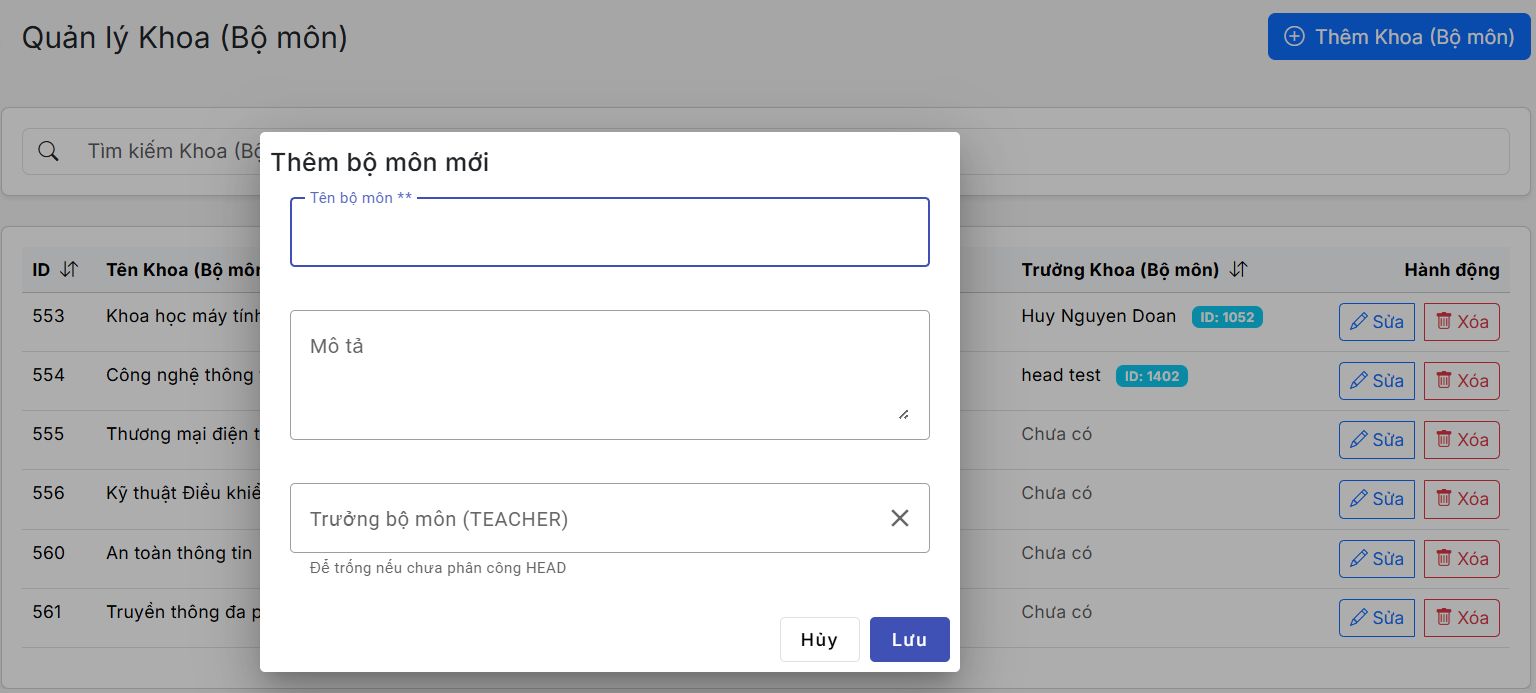 Quản lý Khoa (Bộ môn)
Thêm Khoa (Bộ môn)
Tìm kiếm Khoa
Thêm bộ môn mới
Tên bộ môn **
Mô tả
Trưởng bộ môn (TEACHER)
Để trống nếu chưa phân công HEAD
Hủy Lưu
ID Tên Khoa (Bộ môn Trưởng Khoa (Bộ môn) Hành động
553 Khoa học máy tính Huy Nguyen Doan ID: 1052 Sửa Xóa
554 Công nghệ thông head test ID: 1402 Sửa Xóa
555 Thương mại điện Chưa có Sửa Xóa
556 Kỹ thuật Điều Chưa có Sửa Xóa
560 An toàn thông tin Chưa có Sửa Xóa
561 Truyền thông đa Chưa có Sửa Xóa